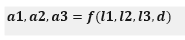 a1,a2,a3 = f(l1,l2,l3,d)